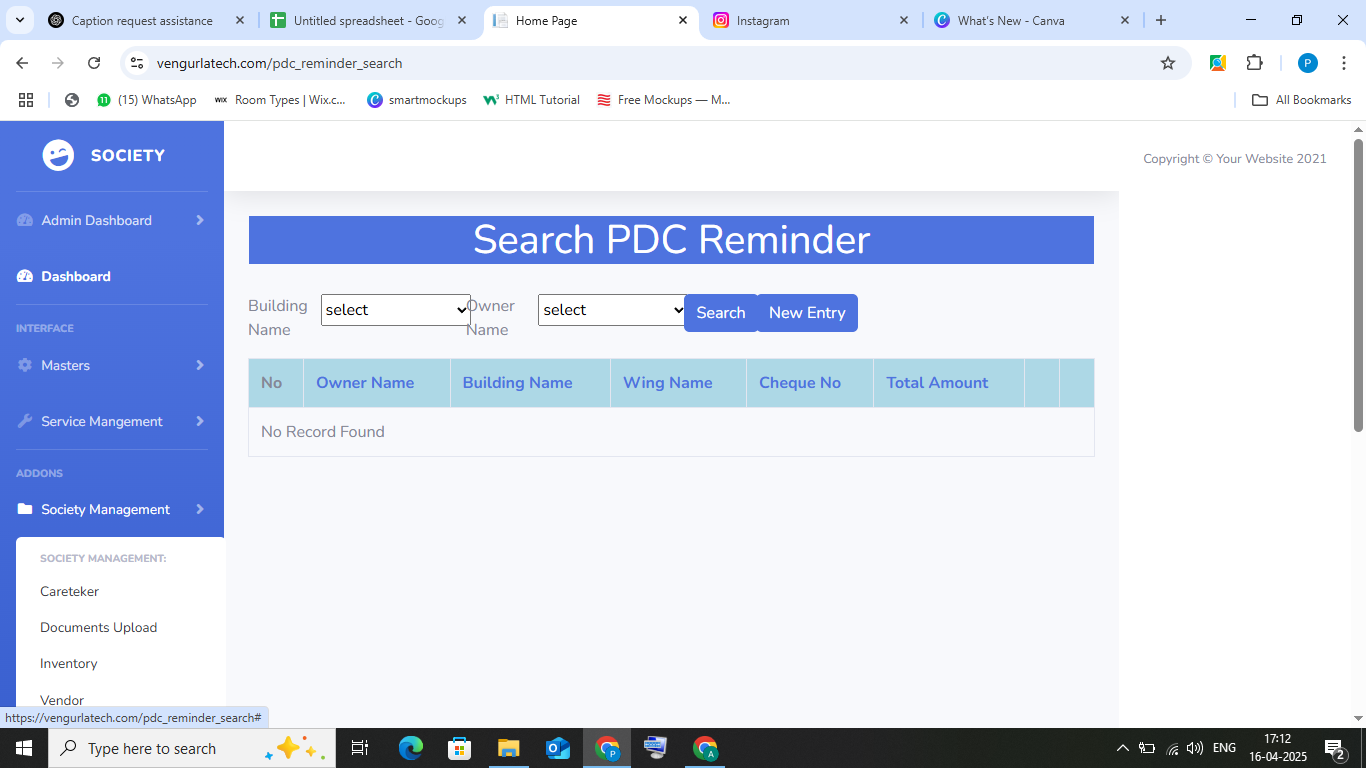 Caption request assistance
Untitled spreadsheet - Goog
Home Page
Instagram
What's New - Canva
vengurlatech.com/pdc_reminder_search
P
11 (15) WhatsApp
WIX Room Types | Wix.c...
smartmockups
HTML Tutorial
Free Mockups — M...
All Bookmarks
SOCIETY
Copyright © Your Website 2021
Admin Dashboard
Dashboard
INTERFACE
Masters
Service Mangement
ADDONS
Society Management
SOCIETY MANAGEMENT:
Careteker
Documents Upload
Inventory
Vendor
Search PDC Reminder
Building Name select Owner Name select Search New Entry
No Owner Name Building Name Wing Name Cheque No Total Amount
No Record Found
https://vengurlatech.com/pdc_reminder_search#
Type here to search
ENG
17:12
16-04-2025
2